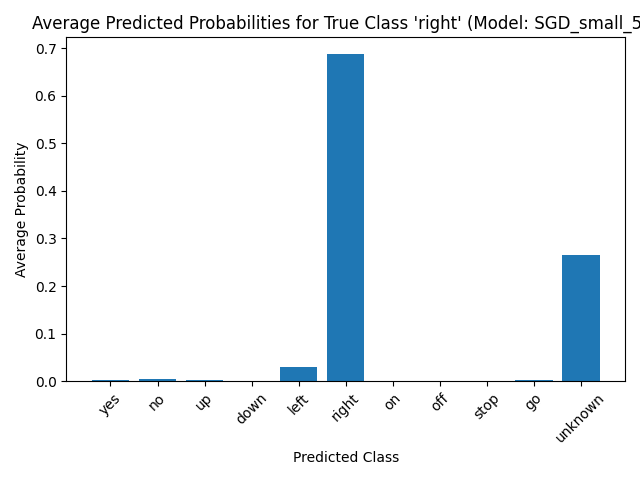 Average Predicted Probabilities for True Class 'right' (Model: SGD_small_5
0.7
0.6
0.5
0.4
0.3
0.2
0.1
0.0
Average Probability
yes
no
up
down
left
right
on
off
stop
go
unknown
Predicted Class